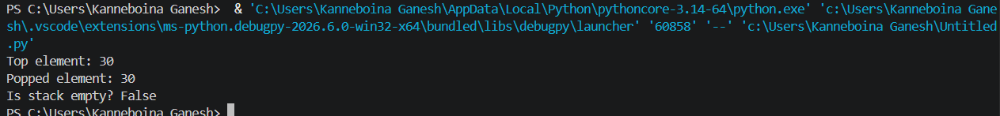 PS C:\Users\Kanneboina Ganesh>  & 'C:\Users\Kanneboina Ganesh\AppData\Local\Python\pythoncore-3.14-64\python.exe' 'c:\Users\Kanneboina Gane
sh\.vscode\extensions\ms-python.debugpy-2026.6.0-win32-x64\bundled\libs\debugpy\launcher' '60858' '--' 'c:\Users\Kanneboina Ganesh\Untitled
.py'
Top element: 30
Popped element: 30
Is stack empty? False
PS C:\Users\Kanneboina Ganesh>